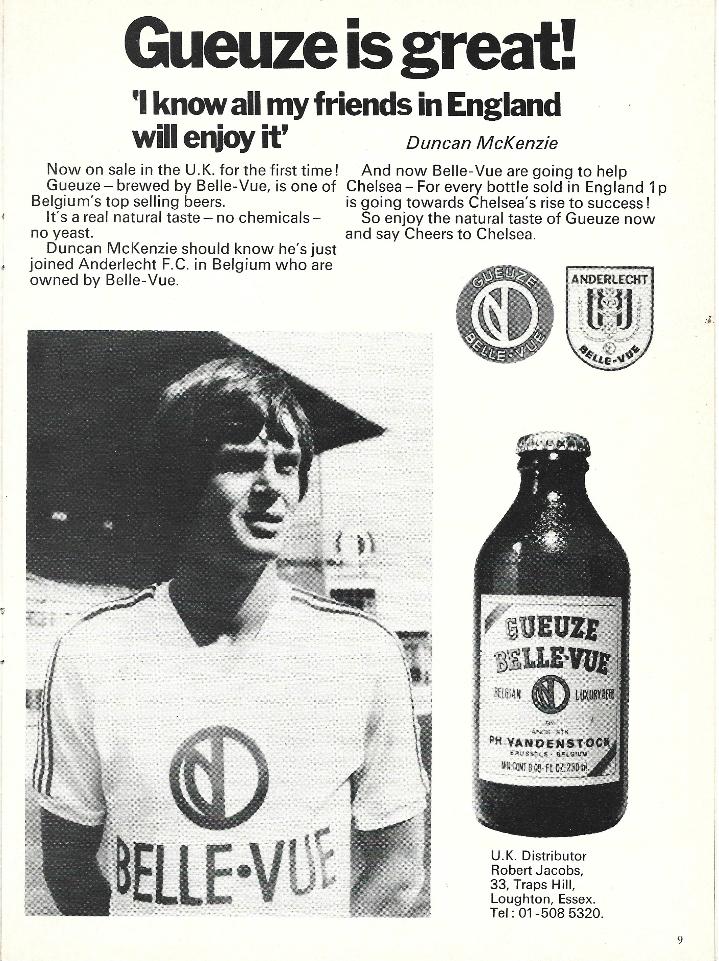 Gueuze is great!
'I know all my friends in England
will enjoy it'
Duncan McKenzie
Now on sale in the U.K. for the first time!
Gueuze – brewed by Belle-Vue, is one of
Belgium's top selling beers.
It's a real natural taste – no chemicals –
no yeast.
Duncan McKenzie should know he's just
joined Anderlecht F.C. in Belgium who are
owned by Belle-Vue.
And now Belle-Vue are going to help
Chelsea – For every bottle sold in England 1p
is going towards Chelsea's rise to success!
So enjoy the natural taste of Gueuze now
and say Cheers to Chelsea.
GUEUZE
BELLE-VUE
ANDERLECHT
BELLE-VUE
BELLE•VUE
GUEUZE
BELLE-VUE
BELGIAN LUXURY BEER
PH. VANDENSTOCK
BRUSSELS - BELGIUM
U.K. Distributor
Robert Jacobs,
33, Traps Hill,
Loughton, Essex.
Tel: 01-508 5320.
9